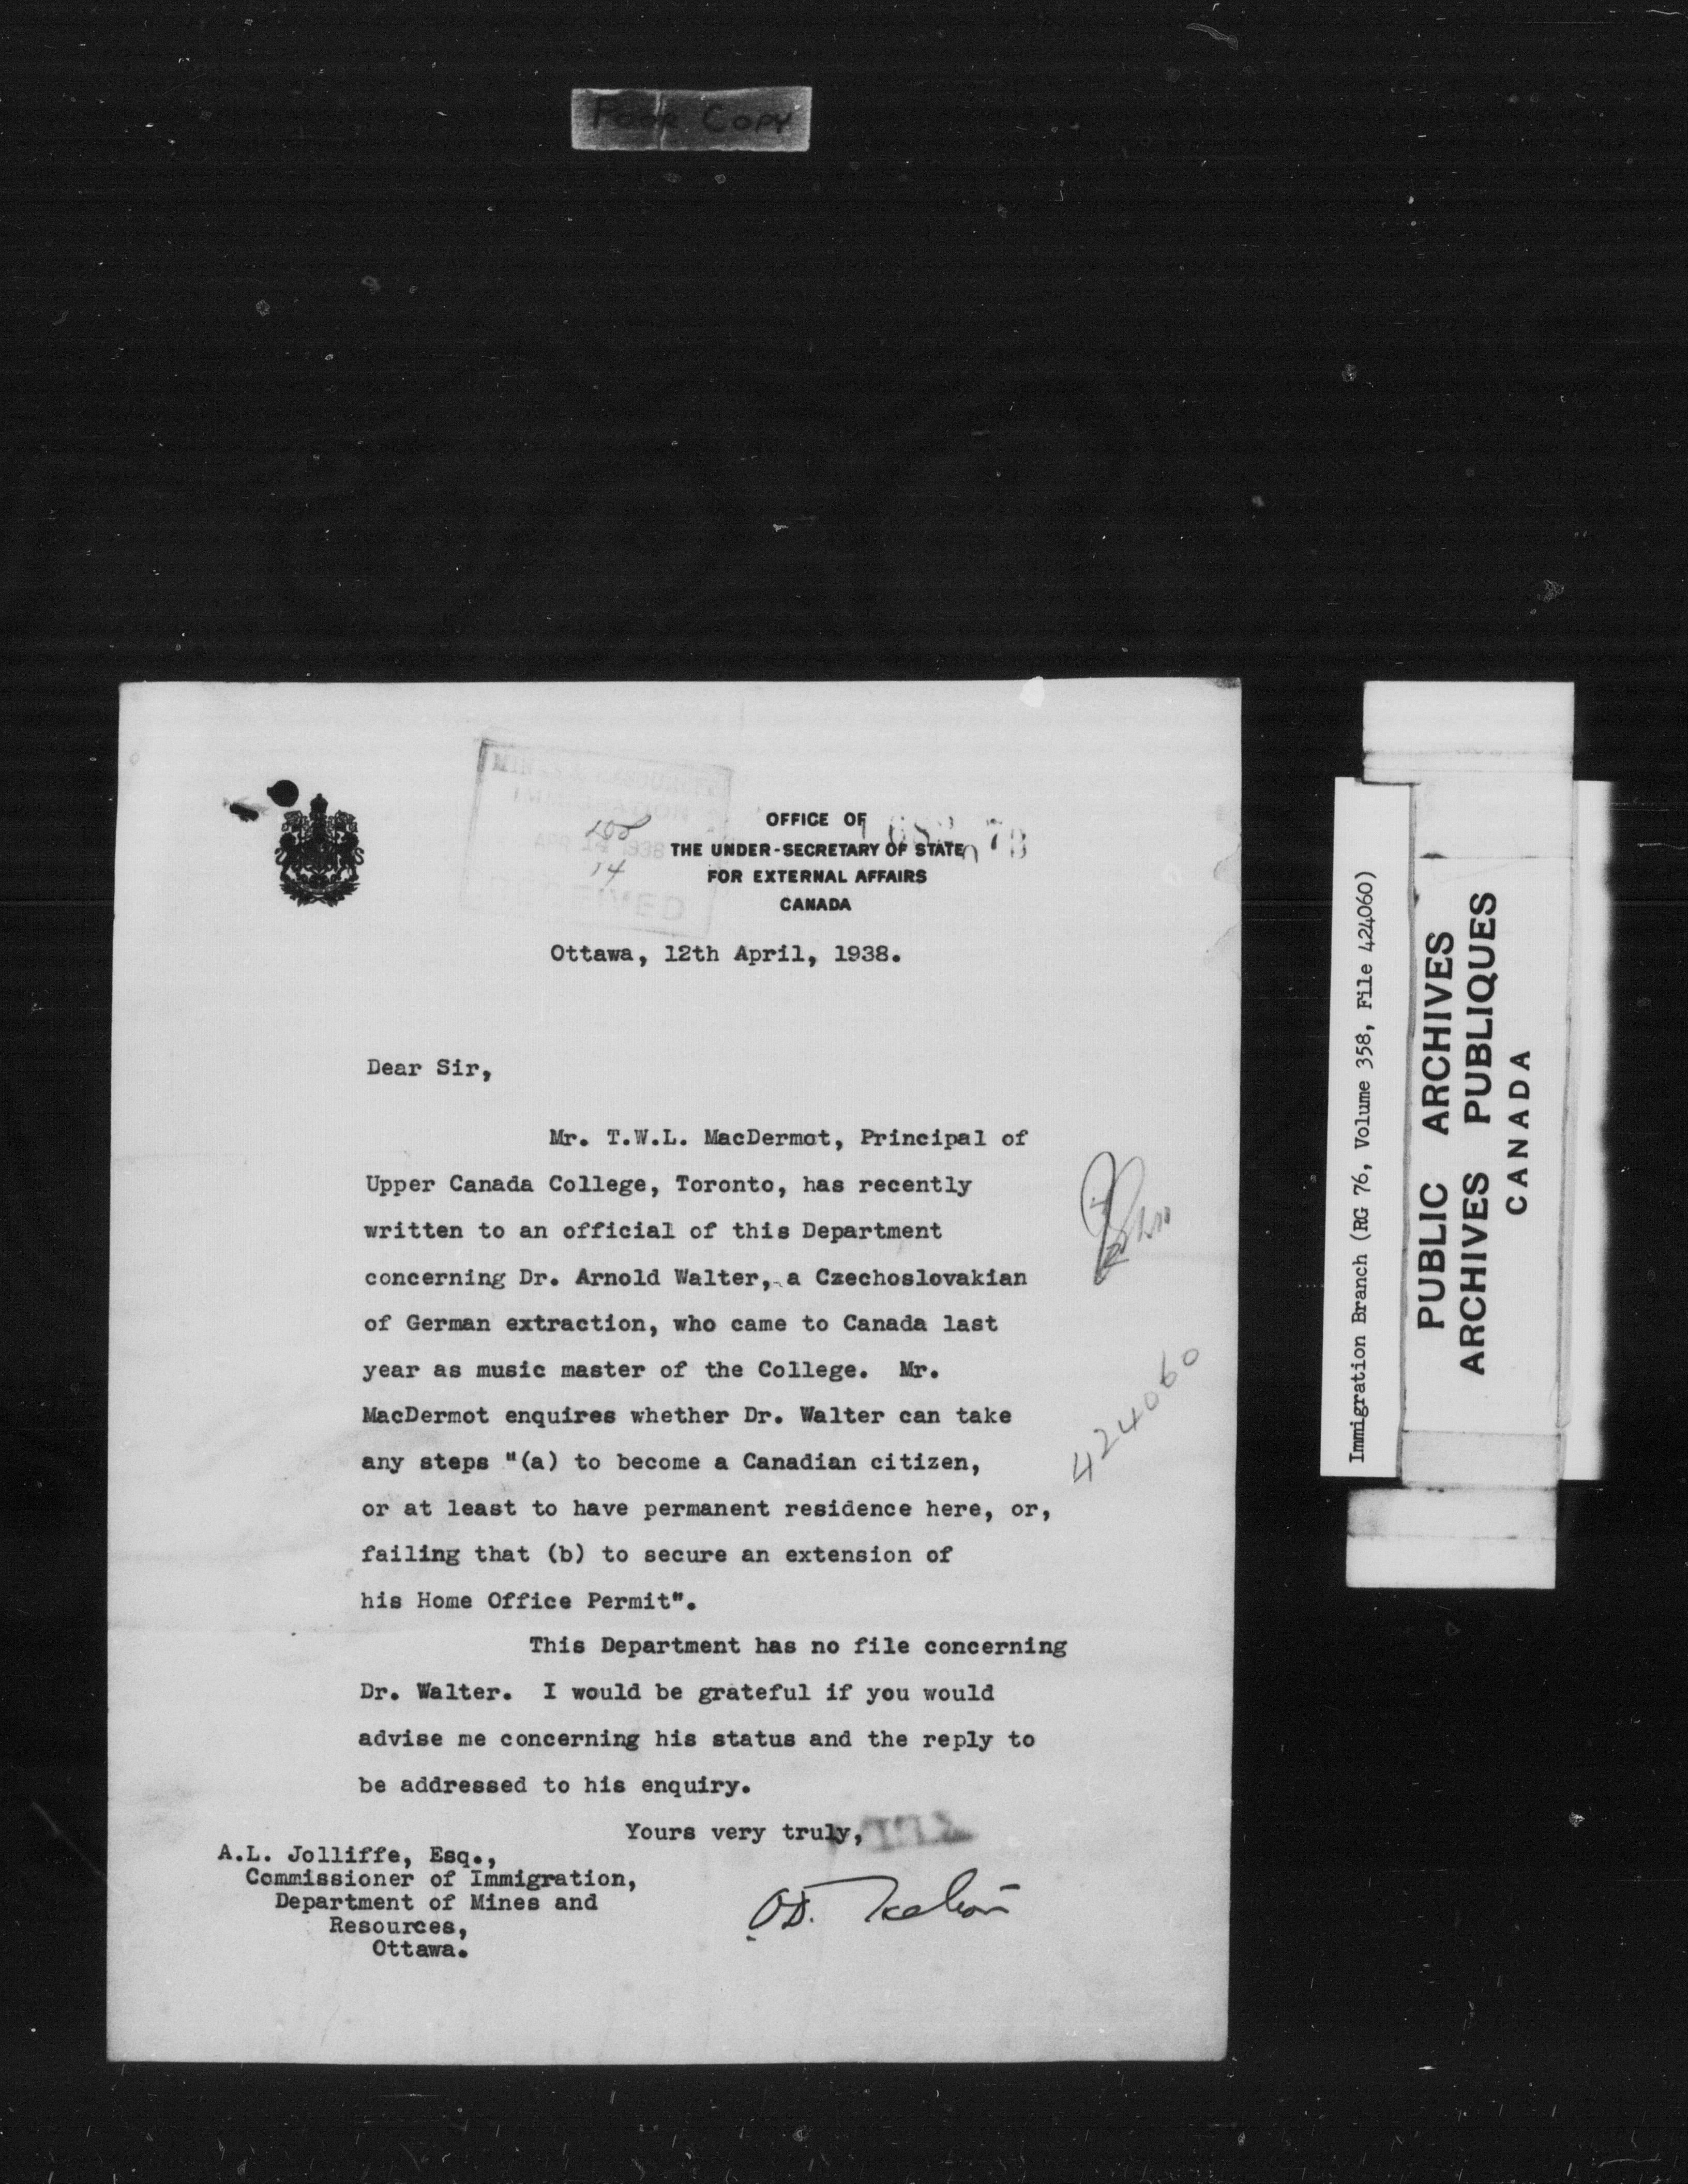 Poor Copy
MINES & RESOURCES
IMMIGRATION
APR 14 1938
RECEIVED
14
OFFICE OF
THE UNDER-SECRETARY OF STATE
FOR EXTERNAL AFFAIRS
CANADA
Ottawa, 12th April, 1938.
Dear Sir,
Mr. T.W.L. MacDermot, Principal of
Upper Canada College, Toronto, has recently
written to an official of this Department
concerning Dr. Arnold Walter, a Czechoslovakian
of German extraction, who came to Canada last
year as music master of the College. Mr.
MacDermot enquires whether Dr. Walter can take
any steps "(a) to become a Canadian citizen,
or at least to have permanent residence here, or,
failing that (b) to secure an extension of
his Home Office Permit".
424060
This Department has no file concerning
Dr. Walter. I would be grateful if you would
advise me concerning his status and the reply to
be addressed to his enquiry.
Yours very truly,
A.L. Jolliffe, Esq.,
Commissioner of Immigration,
Department of Mines and
Resources,
Ottawa.
O.D. Skelton
Immigration Branch (RG 76, Volume 358, File 424060)
PUBLIC ARCHIVES
ARCHIVES PUBLIQUES
CANADA